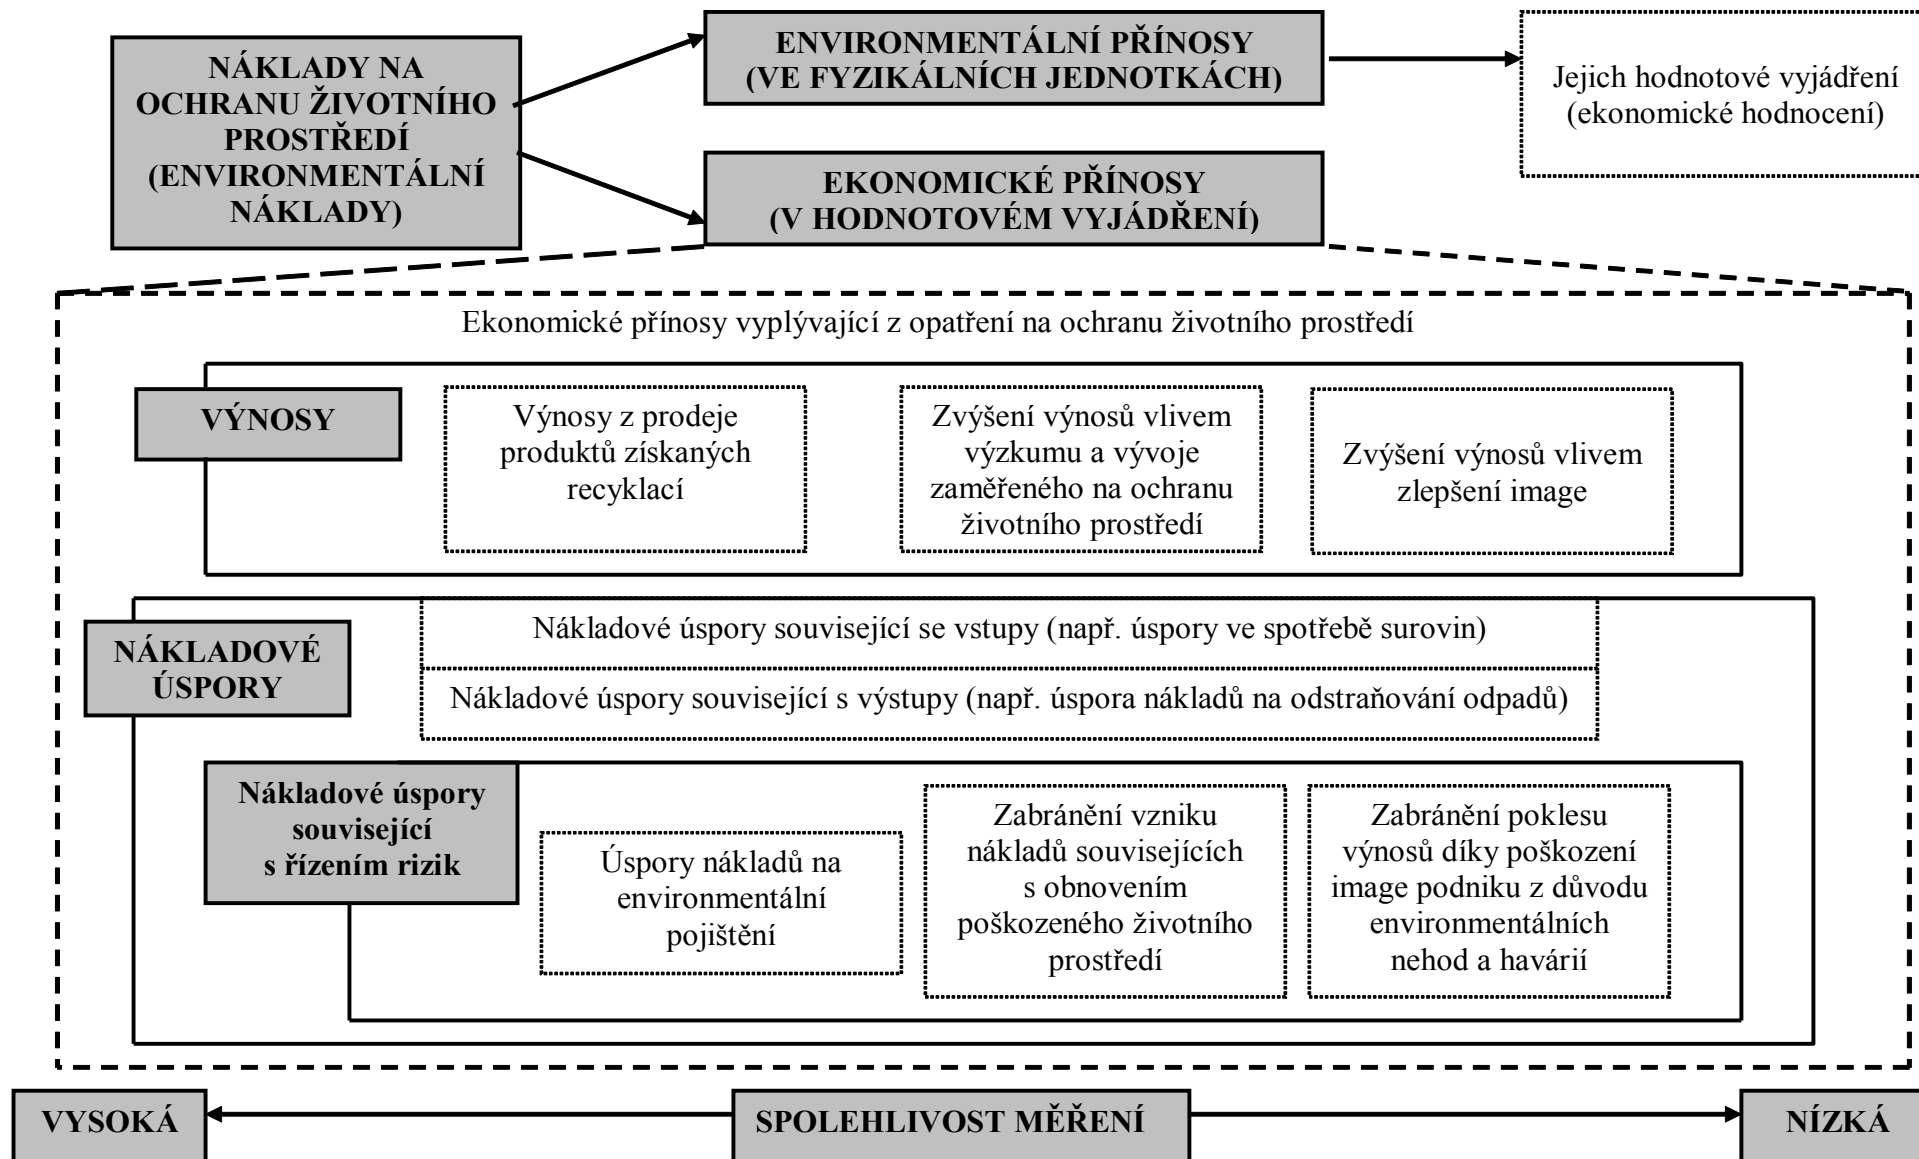 NÁKLADY NA
OCHRANU ŽIVOTNÍHO
PROSTŘEDÍ
(ENVIRONMENTÁLNÍ
NÁKLADY)
ENVIRONMENTÁLNÍ PŘÍNOSY
(VE FYZIKÁLNÍCH JEDNOTKÁCH)
Jejich hodnotové vyjádření
(ekonomické hodnocení)
EKONOMICKÉ PŘÍNOSY
(V HODNOTOVÉM VYJÁDŘENÍ)
Ekonomické přínosy vyplývající z opatření na ochranu životního prostředí
VÝNOSY
Výnosy z prodeje
produktů získaných
recyklací
Zvýšení výnosů vlivem
výzkumu a vývoje
zaměřeného na ochranu
životního prostředí
Zvýšení výnosů vlivem
zlepšení image
NÁKLADOVÉ
ÚSPORY
Nákladové úspory související se vstupy (např. úspory ve spotřebě surovin)
Nákladové úspory související s výstupy (např. úspora nákladů na odstraňování odpadů)
Nákladové úspory
související
s řízením rizik
Úspory nákladů na
environmentální
pojištění
Zabránění vzniku
nákladů souvisejících
s obnovením
poškozeného životního
prostředí
Zabránění poklesu
výnosů díky poškození
image podniku z důvodu
environmentálních
nehod a havárií
VYSOKÁ
SPOLEHLIVOST MĚŘENÍ
NÍZKÁ